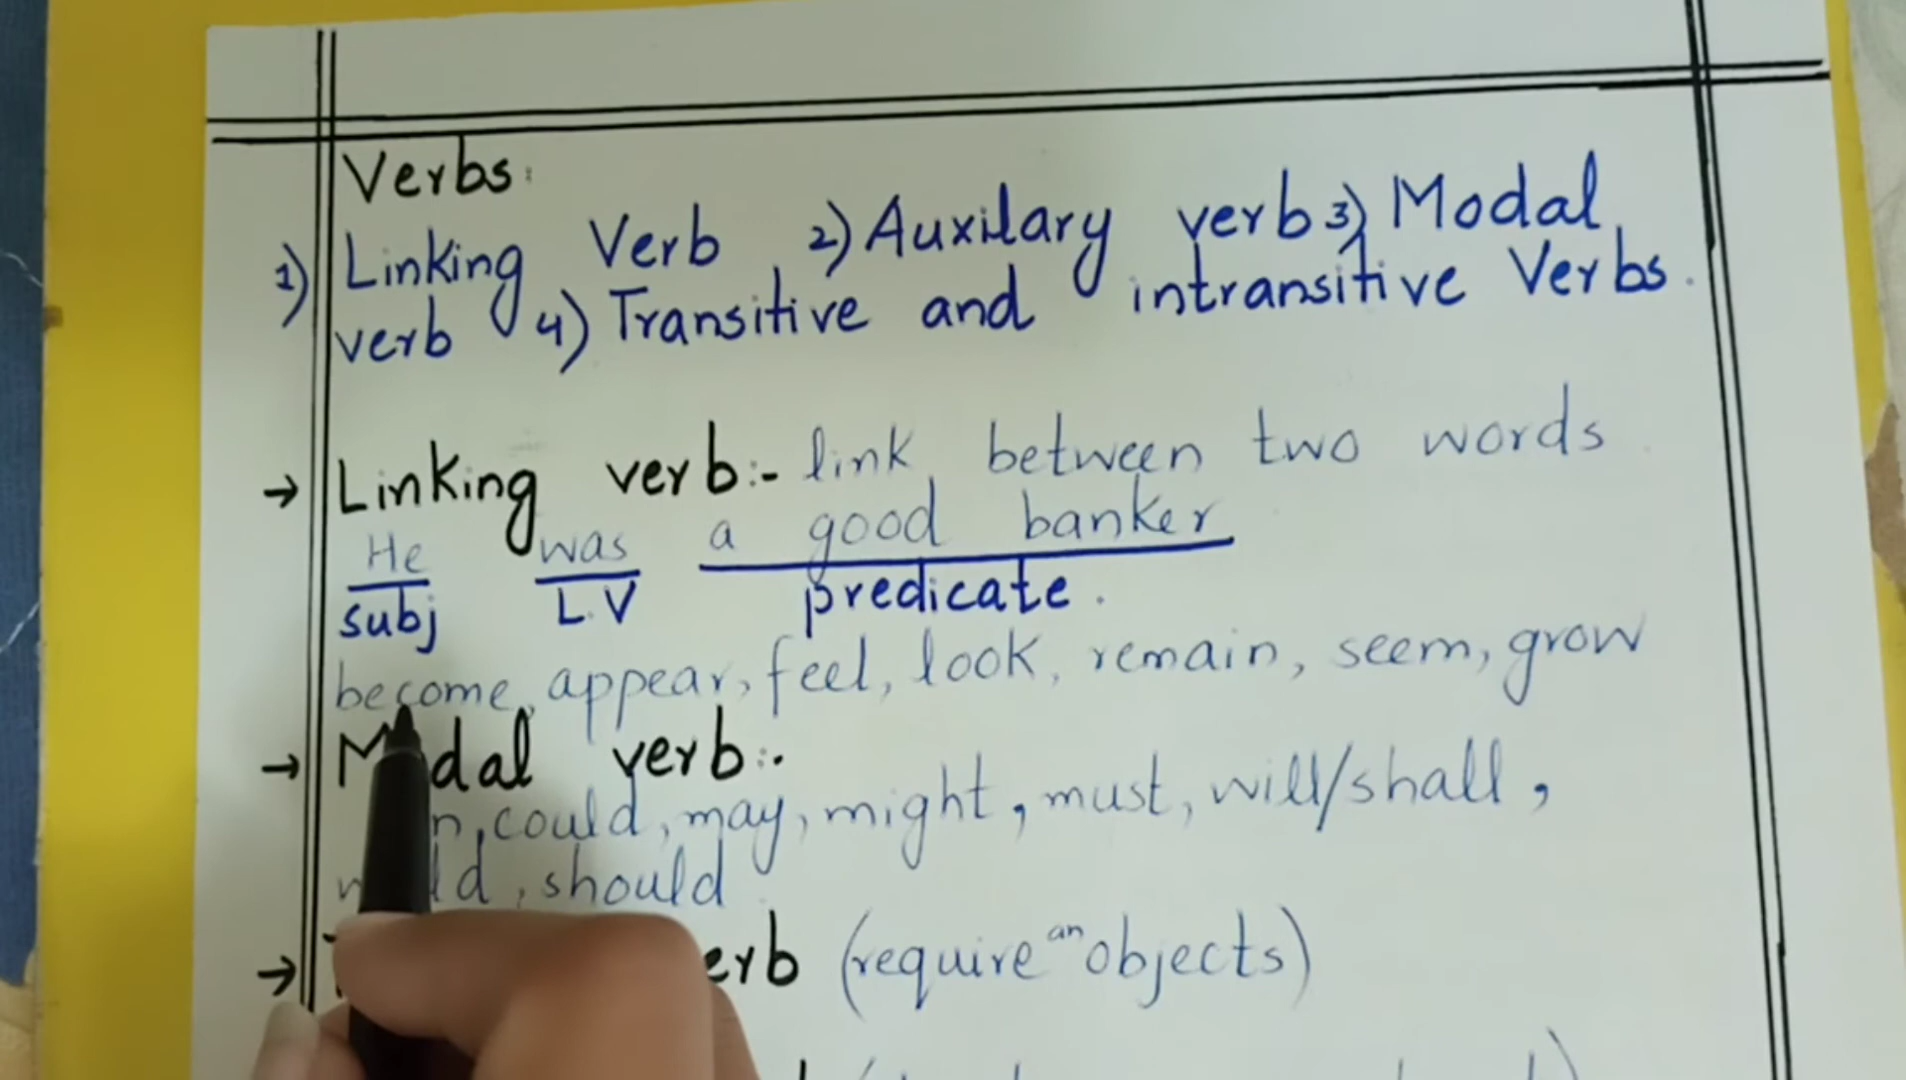 Verbs:
1) Linking Verb 2) Auxilary verb 3) Modal
verb 4) Transitive and intransitive Verbs.
→ Linking verb:- link between two words
He was a good banker
subj L.V predicate.
become, appear, feel, look, remain, seem, grow
→ Modal verb:-
could, may, might, must, will/shall,
should
→ verb (require an objects)